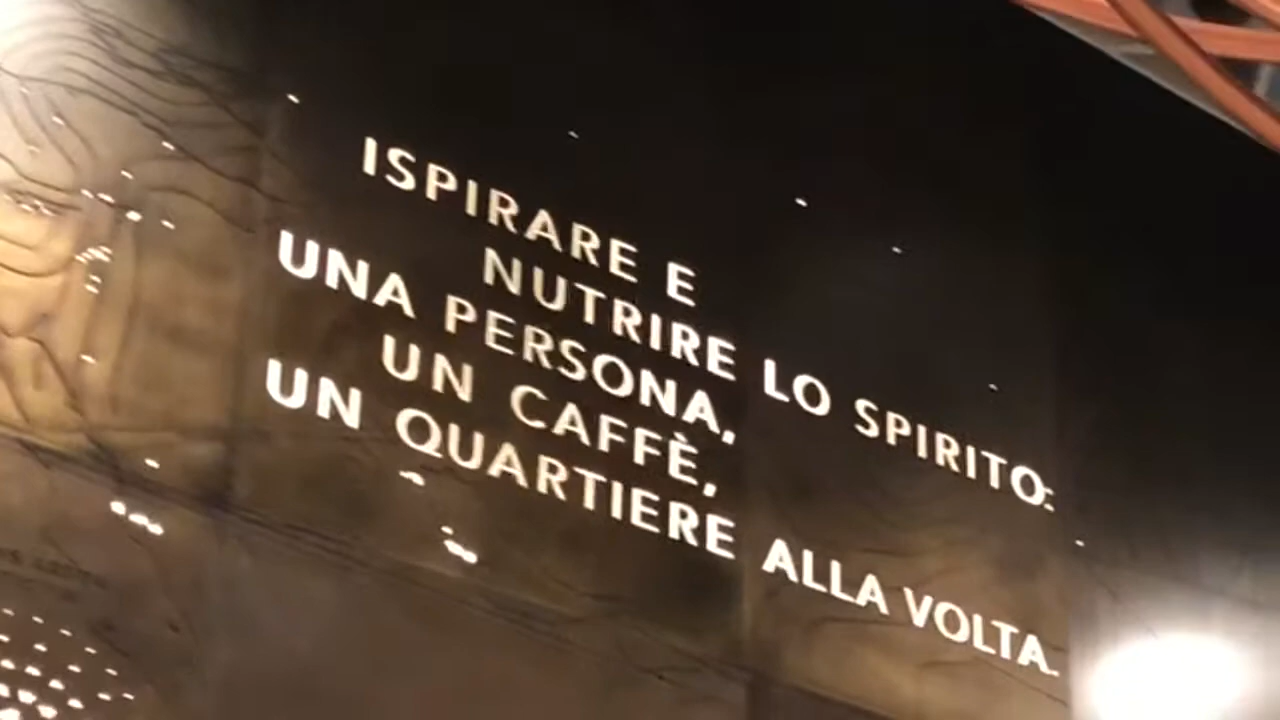 ISPIRARE E
NUTRIRE LO SPIRITO:
UNA PERSONA,
UN CAFFÈ,
UN QUARTIERE ALLA VOLTA.